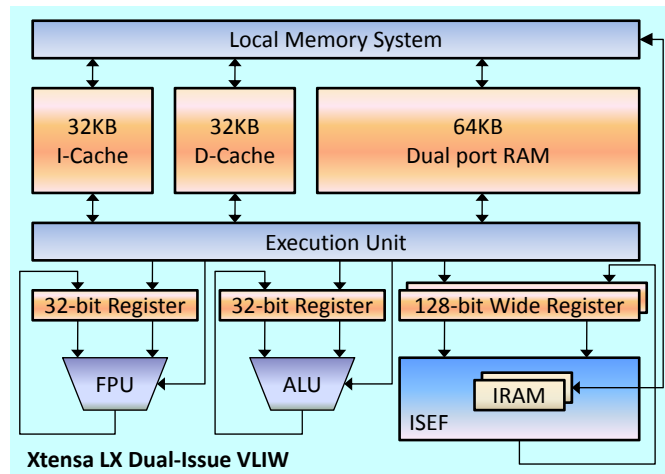 Local Memory System
32KB
I-Cache
32KB
D-Cache
64KB
Dual port RAM
Execution Unit
32-bit Register
32-bit Register
128-bit Wide Register
FPU
ALU
IRAM
ISEF
Xtensa LX Dual-Issue VLIW